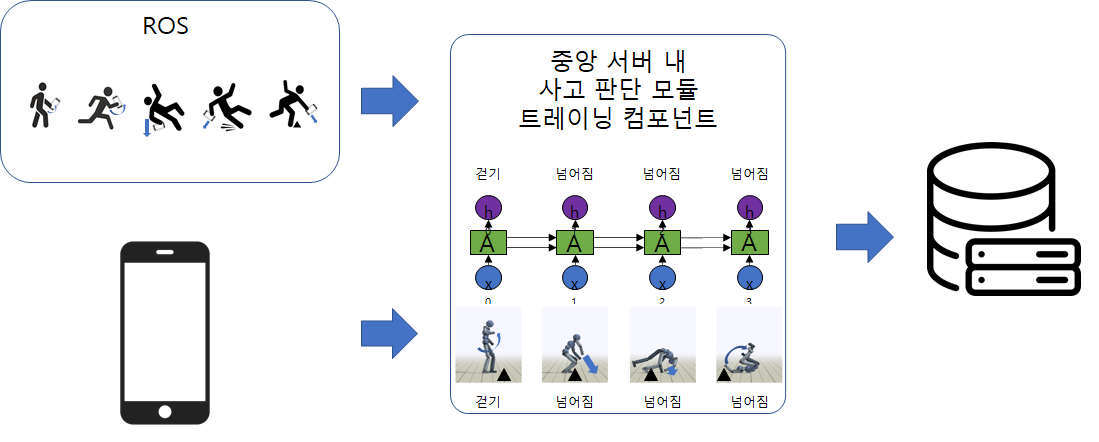 ROS
중앙 서버 내
사고 판단 모듈
트레이닝 컴포넌트
걷기 넘어짐 넘어짐 넘어짐
h h h h
A A A A
x x x x
0 1 2 3
걷기 넘어짐 넘어짐 넘어짐